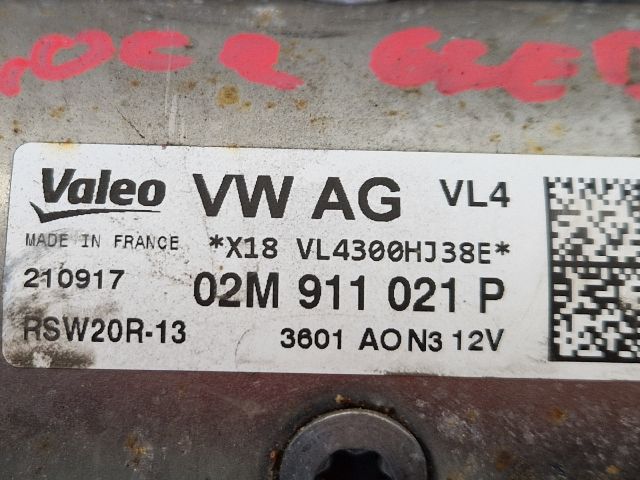 Valeo VW AG VL4
MADE IN FRANCE *X18 VL4300HJ38E*
210917 02M 911 021 P
RSW20R-13 3601 AON3 12V